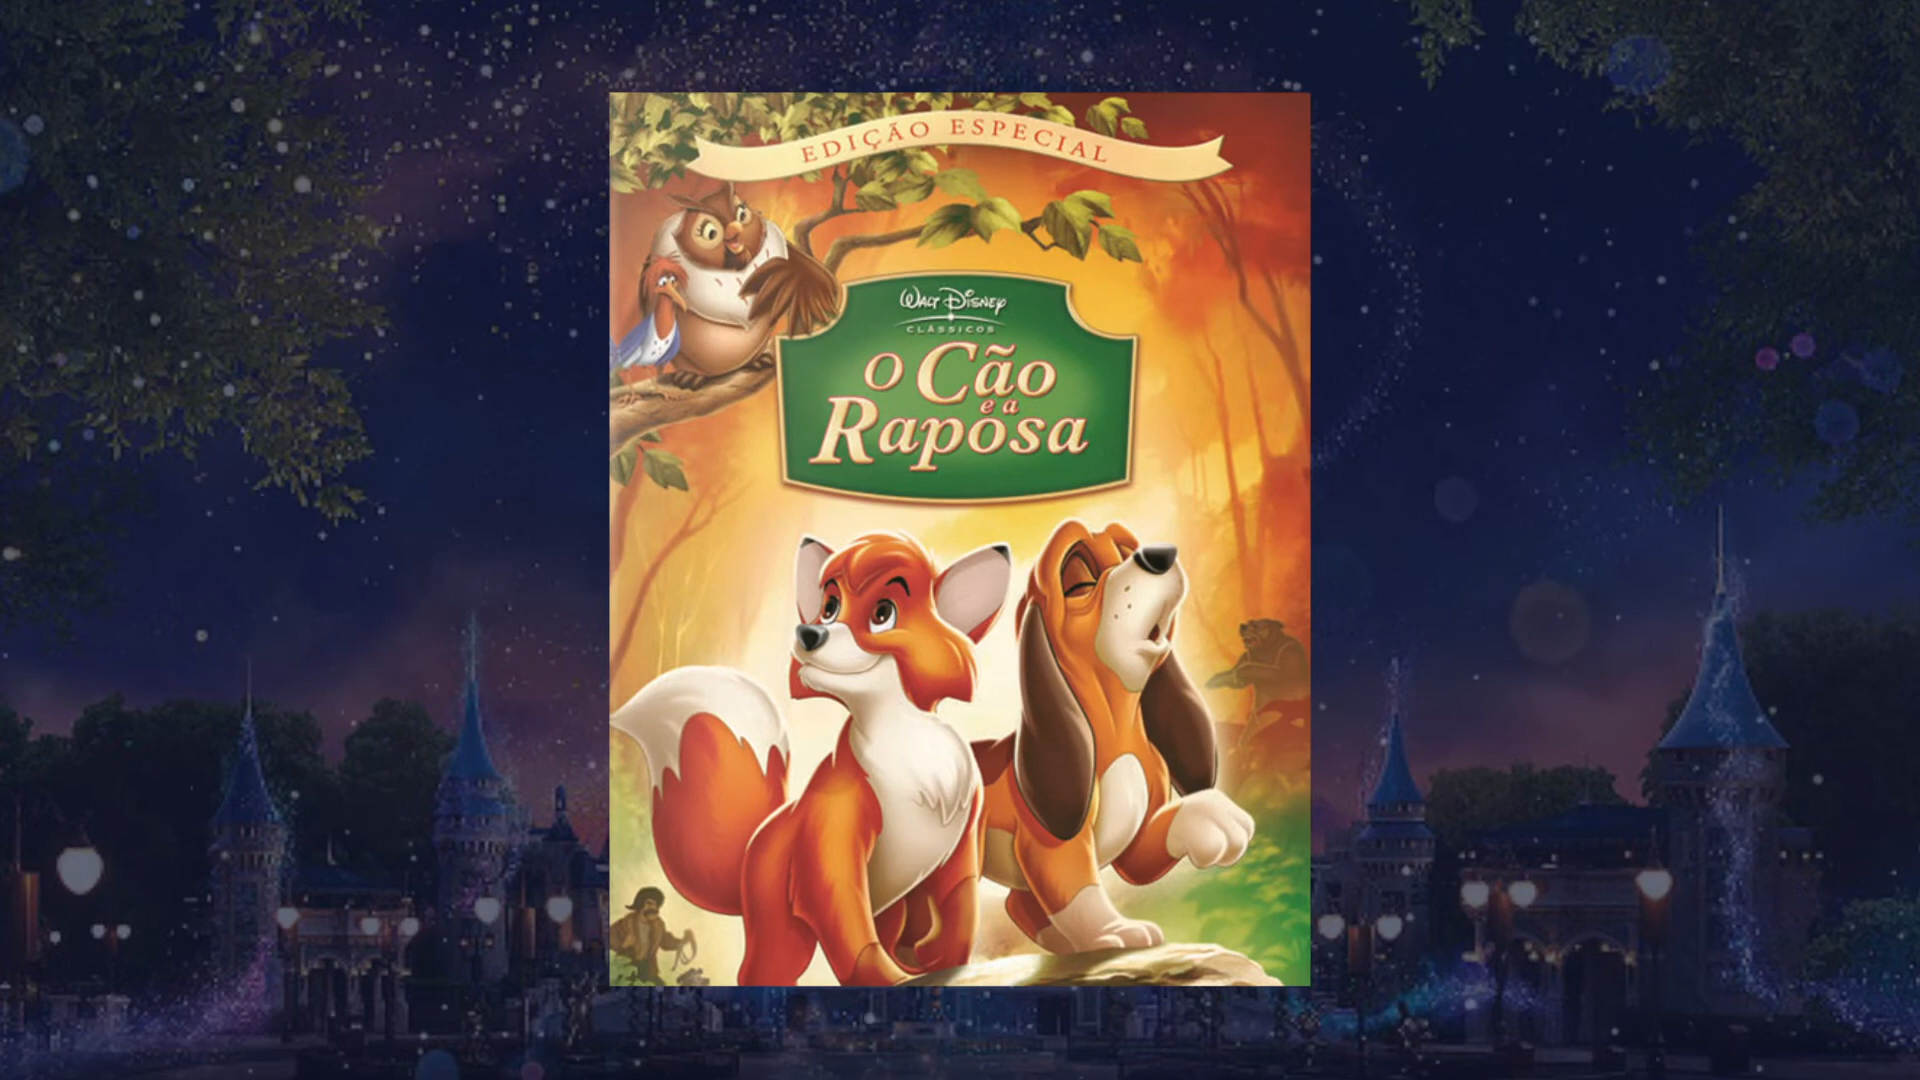 EDIÇÃO ESPECIAL
WALT DISNEY
CLÁSSICOS
O Cão
e a
Raposa